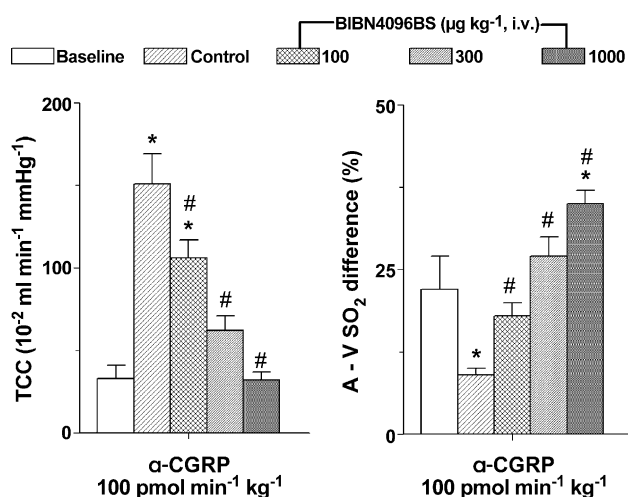 BIBN4096BS (µg kg⁻¹, i.v.)
Baseline Control 100 300 1000
TCC (10⁻² ml min⁻¹ mmHg⁻¹)
200
100
0
*
#
*
#
#
α-CGRP
100 pmol min⁻¹ kg⁻¹
A - V SO₂ difference (%)
50
25
0
*
#
#
#
*
α-CGRP
100 pmol min⁻¹ kg⁻¹